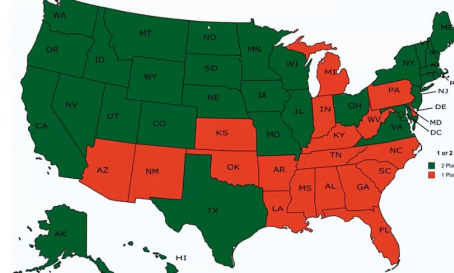 WA
MT
ND
MN
OR
ID
SD
WI
MI
NY
WY
IA
PA
NJ
NV
NE
IL
IN
OH
DE
MD
DC
UT
CO
KS
MO
KY
WV
VA
CA
AZ
NM
OK
AR
TN
NC
SC
MS
AL
GA
TX
LA
FL
AK
HI
1 or 2
2 Pla
1 Pla